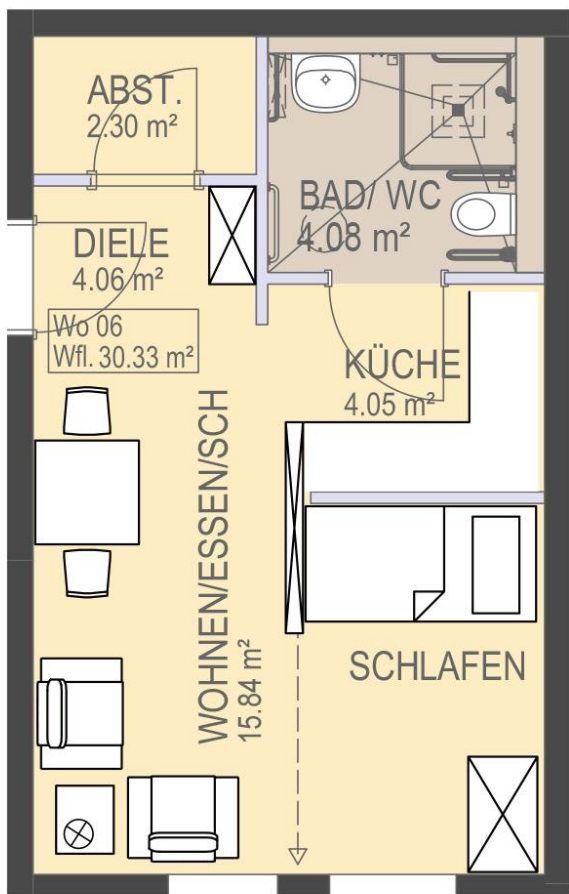 ABST.
2.30 m²
BAD/ WC
4.08 m²
DIELE
4.06 m²
Wo 06
Wfl. 30.33 m²
KÜCHE
4.05 m²
WOHNEN/ESSEN/SCH
15.84 m²
SCHLAFEN